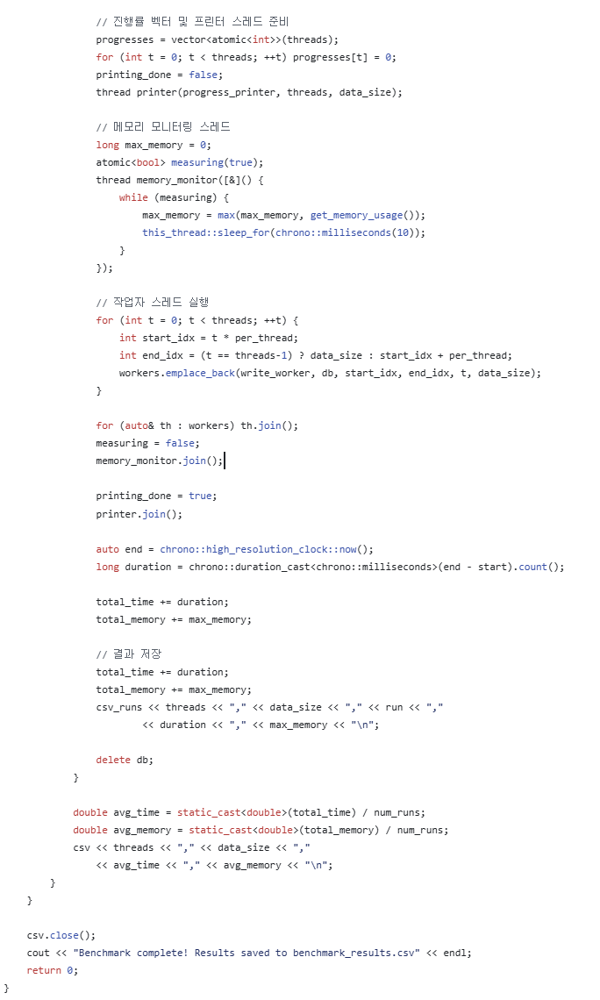 // 진행률 벡터 및 프린터 스레드 준비
progresses = vector<atomic<int>>(threads);
for (int t = 0; t < threads; ++t) progresses[t] = 0;
printing_done = false;
thread printer(progress_printer, threads, data_size);

// 메모리 모니터링 스레드
long max_memory = 0;
atomic<bool> measuring(true);
thread memory_monitor([&]() {
    while (measuring) {
        max_memory = max(max_memory, get_memory_usage());
        this_thread::sleep_for(chrono::milliseconds(10));
    }
});

// 작업자 스레드 실행
for (int t = 0; t < threads; ++t) {
    int start_idx = t * per_thread;
    int end_idx = (t == threads-1) ? data_size : start_idx + per_thread;
    workers.emplace_back(write_worker, db, start_idx, end_idx, t, data_size);
}

for (auto& th : workers) th.join();
measuring = false;
memory_monitor.join();

printing_done = true;
printer.join();

auto end = chrono::high_resolution_clock::now();
long duration = chrono::duration_cast<chrono::milliseconds>(end - start).count();

total_time += duration;
total_memory += max_memory;

// 결과 저장
total_time += duration;
total_memory += max_memory;
csv_runs << threads << "," << data_size << "," << run << ","
        << duration << "," << max_memory << "\n";

delete db;
}

double avg_time = static_cast<double>(total_time) / num_runs;
double avg_memory = static_cast<double>(total_memory) / num_runs;
csv << threads << "," << data_size << ","
    << avg_time << "," << avg_memory << "\n";
}
}

csv.close();
cout << "Benchmark complete! Results saved to benchmark_results.csv" << endl;
return 0;
}